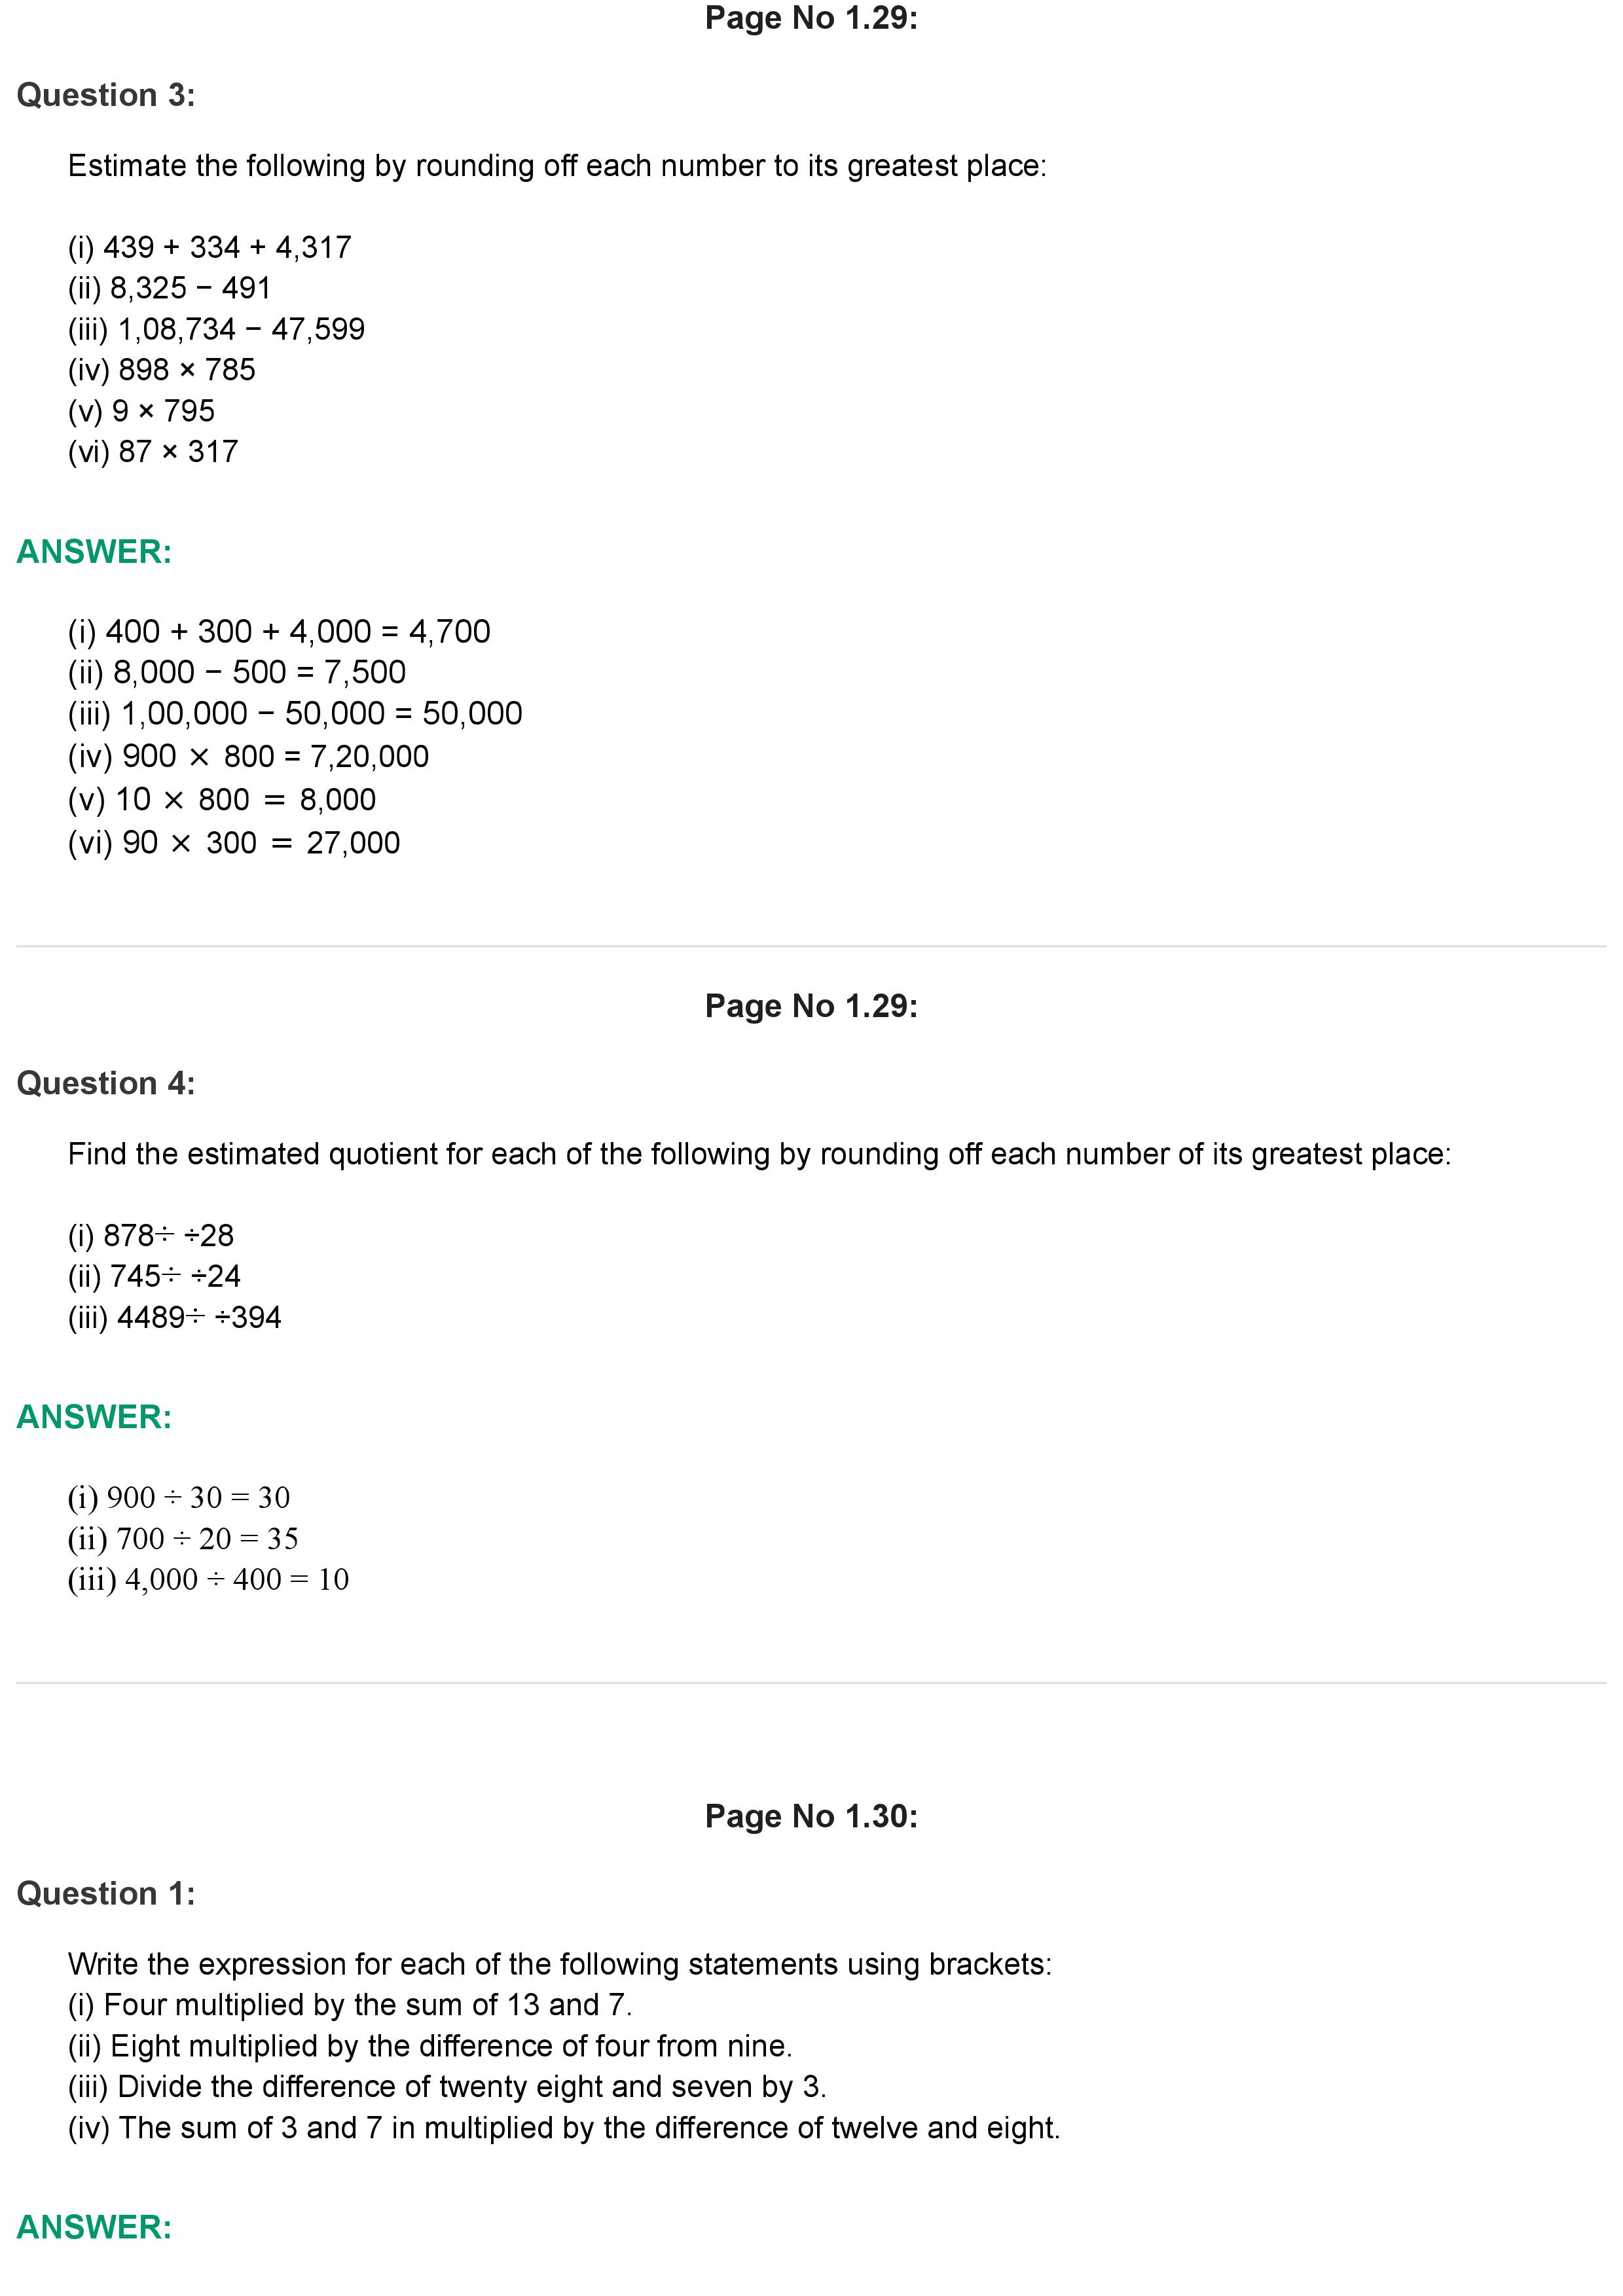 Page No 1.29:
Question 3:
Estimate the following by rounding off each number to its greatest place:
(i) 439 + 334 + 4,317
(ii) 8,325 − 491
(iii) 1,08,734 − 47,599
(iv) 898 × 785
(v) 9 × 795
(vi) 87 × 317
ANSWER:
(i) 400 + 300 + 4,000 = 4,700
(ii) 8,000 − 500 = 7,500
(iii) 1,00,000 − 50,000 = 50,000
(iv) 900 × 800 = 7,20,000
(v) 10 × 800 = 8,000
(vi) 90 × 300 = 27,000
Page No 1.29:
Question 4:
Find the estimated quotient for each of the following by rounding off each number of its greatest place:
(i) 878÷ ÷28
(ii) 745÷ ÷24
(iii) 4489÷ ÷394
ANSWER:
(i) 900 ÷ 30 = 30
(ii) 700 ÷ 20 = 35
(iii) 4,000 ÷ 400 = 10
Page No 1.30:
Question 1:
Write the expression for each of the following statements using brackets:
(i) Four multiplied by the sum of 13 and 7.
(ii) Eight multiplied by the difference of four from nine.
(iii) Divide the difference of twenty eight and seven by 3.
(iv) The sum of 3 and 7 in multiplied by the difference of twelve and eight.
ANSWER: